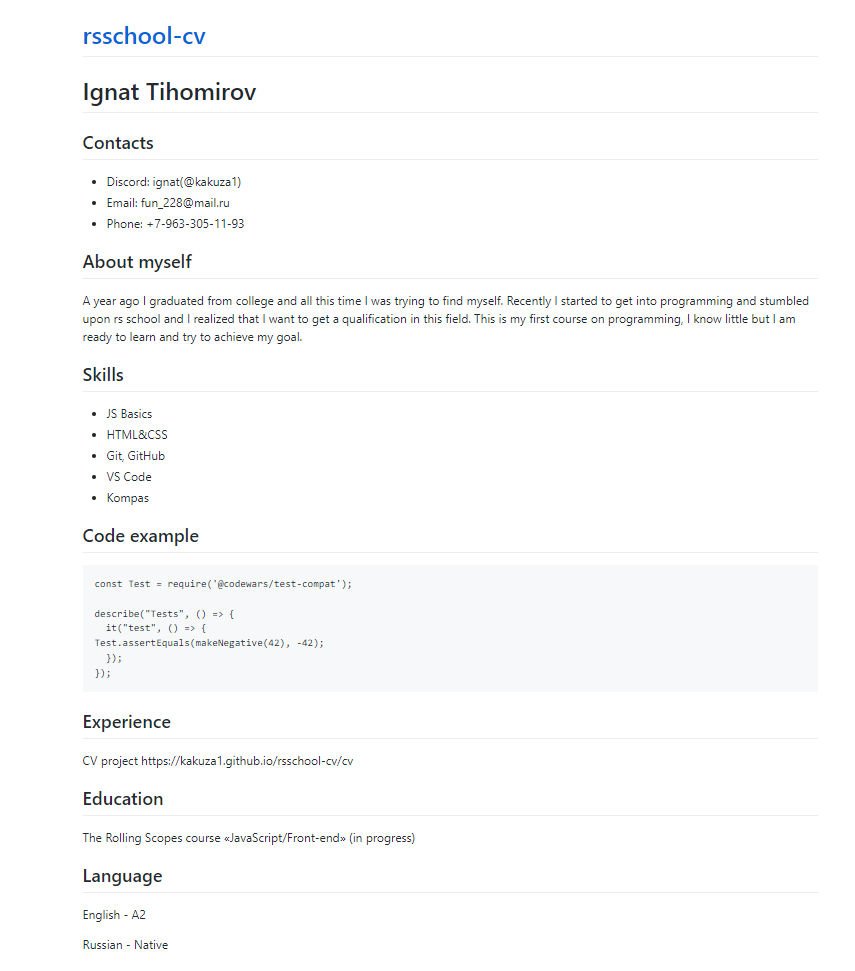 rsschool-cv
Ignat Tihomirov
Contacts
• Discord: ignat(@kakuza1)
• Email: fun_228@mail.ru
• Phone: +7-963-305-11-93
About myself
A year ago I graduated from college and all this time I was trying to find myself. Recently I started to get into programming and stumbled
upon rs school and I realized that I want to get a qualification in this field. This is my first course on programming, I know little but I am
ready to learn and try to achieve my goal.
Skills
• JS Basics
• HTML&CSS
• Git, GitHub
• VS Code
• Kompas
Code example
const Test = require('@codewars/test-compat');
describe("Tests", () => {
  it("test", () => {
Test.assertEquals(makeNegative(42), -42);
  });
});
Experience
CV project https://kakuza1.github.io/rsschool-cv/cv
Education
The Rolling Scopes course «JavaScript/Front-end» (in progress)
Language
English - A2
Russian - Native